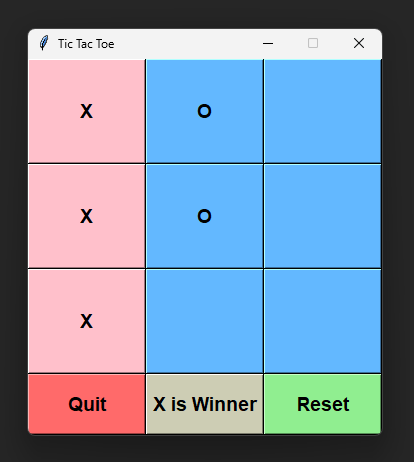 Tic Tac Toe
X O
X O
X
Quit X is Winner Reset